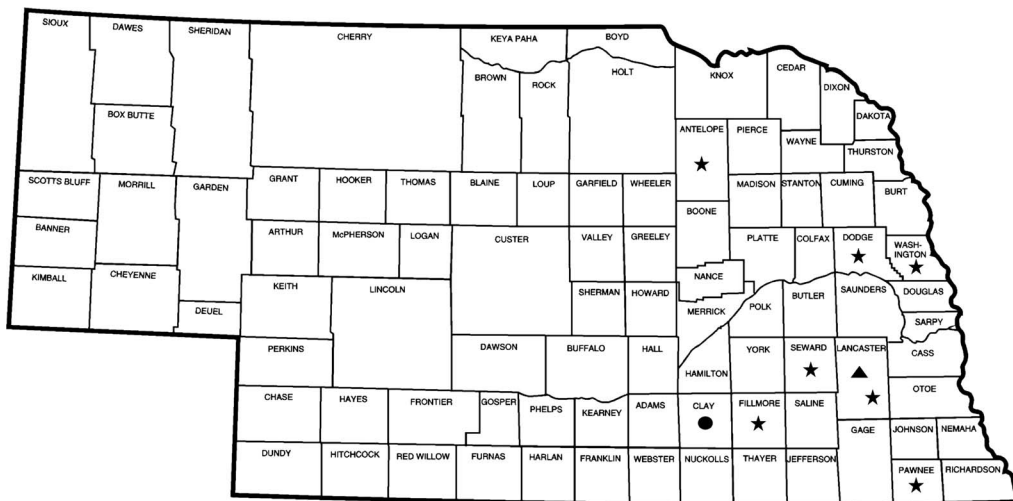 SIOUX
DAWES
SHERIDAN
CHERRY
KEYA PAHA
BOYD
BROWN
ROCK
HOLT
KNOX
CEDAR
DIXON
DAKOTA
BOX BUTTE
ANTELOPE
PIERCE
WAYNE
THURSTON
SCOTTS BLUFF
MORRILL
GARDEN
GRANT
HOOKER
THOMAS
BLAINE
LOUP
GARFIELD
WHEELER
MADISON
STANTON
CUMING
BURT
BOONE
BANNER
ARTHUR
McPHERSON
LOGAN
CUSTER
VALLEY
GREELEY
PLATTE
COLFAX
DODGE
WASH-
INGTON
KIMBALL
CHEYENNE
NANCE
KEITH
LINCOLN
SHERMAN
HOWARD
MERRICK
POLK
BUTLER
SAUNDERS
DOUGLAS
DEUEL
SARPY
PERKINS
DAWSON
BUFFALO
HALL
HAMILTON
YORK
SEWARD
LANCASTER
CASS
OTOE
CHASE
HAYES
FRONTIER
GOSPER
PHELPS
KEARNEY
ADAMS
CLAY
FILLMORE
SALINE
GAGE
JOHNSON
NEMAHA
DUNDY
HITCHCOCK
RED WILLOW
FURNAS
HARLAN
FRANKLIN
WEBSTER
NUCKOLLS
THAYER
JEFFERSON
PAWNEE
RICHARDSON